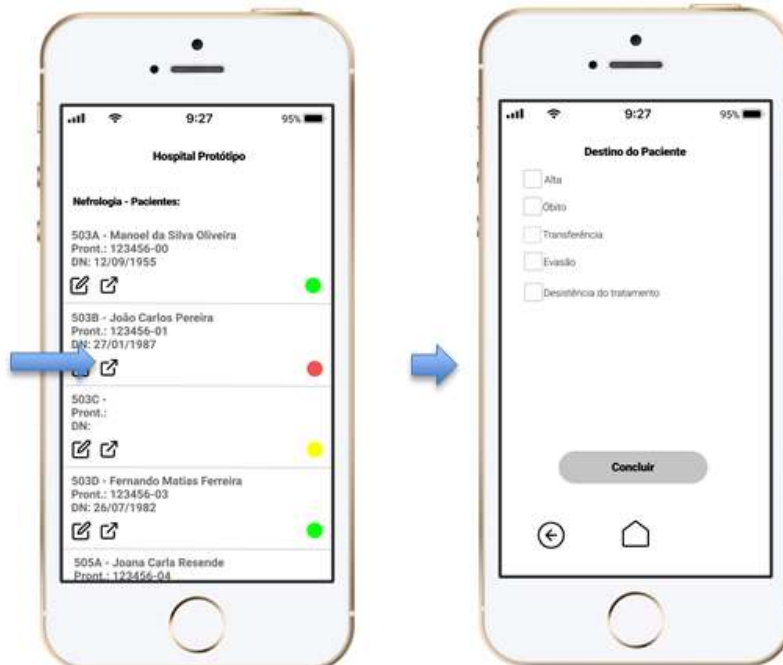 9:27
95%
Hospital Protótipo
Nefrologia - Pacientes:
503A - Manoel da Silva Oliveira
Pront.: 123456-00
DN: 12/09/1955
503B - João Carlos Pereira
Pront.: 123456-01
DN: 27/01/1987
503C -
Pront.:
DN:
503D - Fernando Matias Ferreira
Pront.: 123456-03
DN: 26/07/1982
505A - Joana Carla Resende
Pront.: 123456-04
9:27
95%
Destino do Paciente
Alta
Óbito
Transferência
Evasão
Desistência do tratamento
Concluir